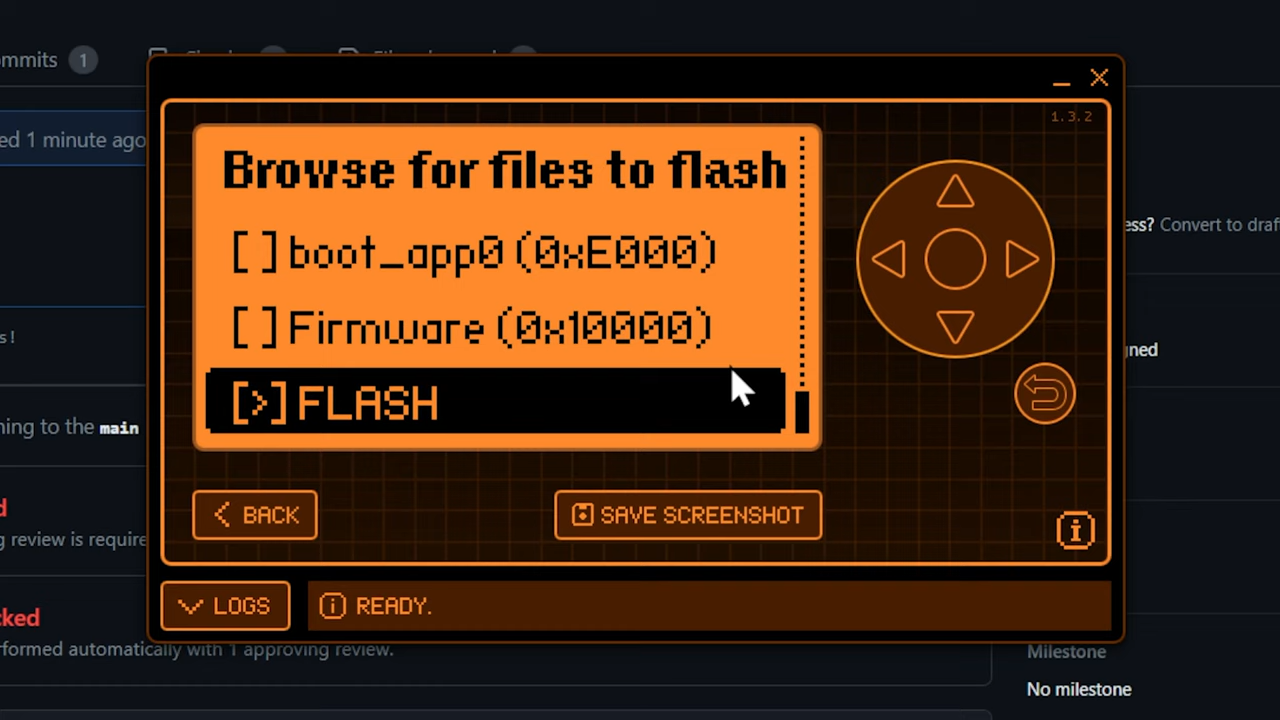 ommits 1
1.3.2
ed 1 minute ago
Browse for files to flash
[ ] boot_app0 (0xE000)
[ ] Firmware (0x10000)
[>] FLASH
ess? Convert to draf
s!
gned
ning to the main
BACK
SAVE SCREENSHOT
d
g review is require
LOGS
READY.
cked
rformed automatically with 1 approving review.
Milestone
No milestone